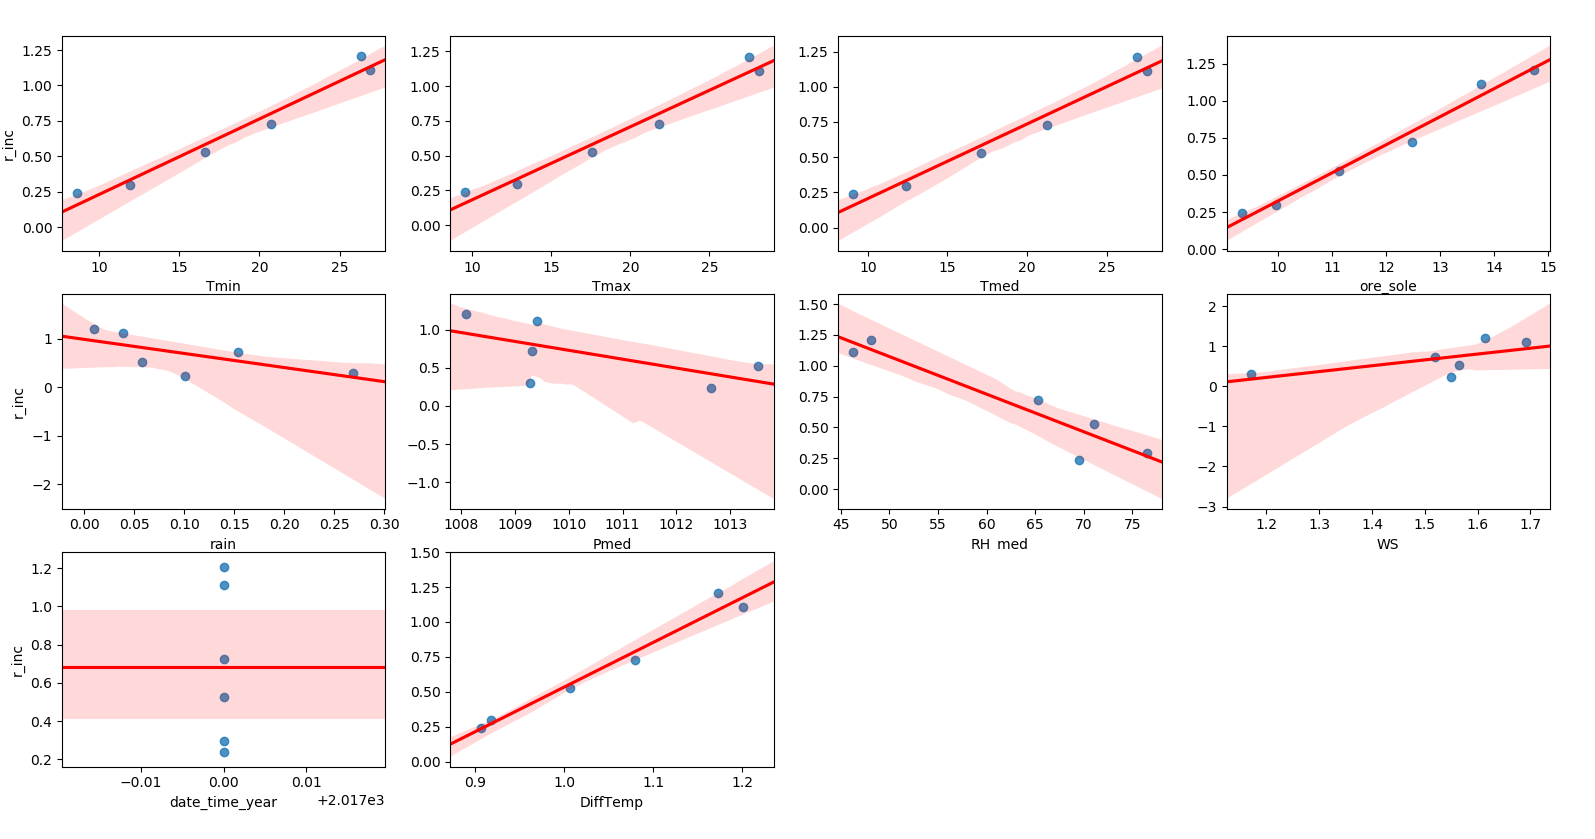 r_inc
1.25
1.00
0.75
0.50
0.25
0.00
10 15 20 25
Tmin
1.25
1.00
0.75
0.50
0.25
0.00
10 15 20 25
Tmax
1.25
1.00
0.75
0.50
0.25
0.00
10 15 20 25
Tmed
1.25
1.00
0.75
0.50
0.25
0.00
10 11 12 13 14 15
ore_sole
r_inc
1
0
−1
−2
0.00 0.05 0.10 0.15 0.20 0.25 0.30
rain
1.0
0.5
0.0
−0.5
−1.0
1008 1009 1010 1011 1012 1013
Pmed
1.50
1.25
1.00
0.75
0.50
0.25
0.00
45 50 55 60 65 70 75
RH_med
2
1
0
−1
−2
−3
1.2 1.3 1.4 1.5 1.6 1.7
WS
r_inc
1.2
1.0
0.8
0.6
0.4
0.2
−0.01 0.00 0.01
+2.017e3
date_time_year
1.50
1.25
1.00
0.75
0.50
0.25
0.00
0.9 1.0 1.1 1.2
DiffTemp